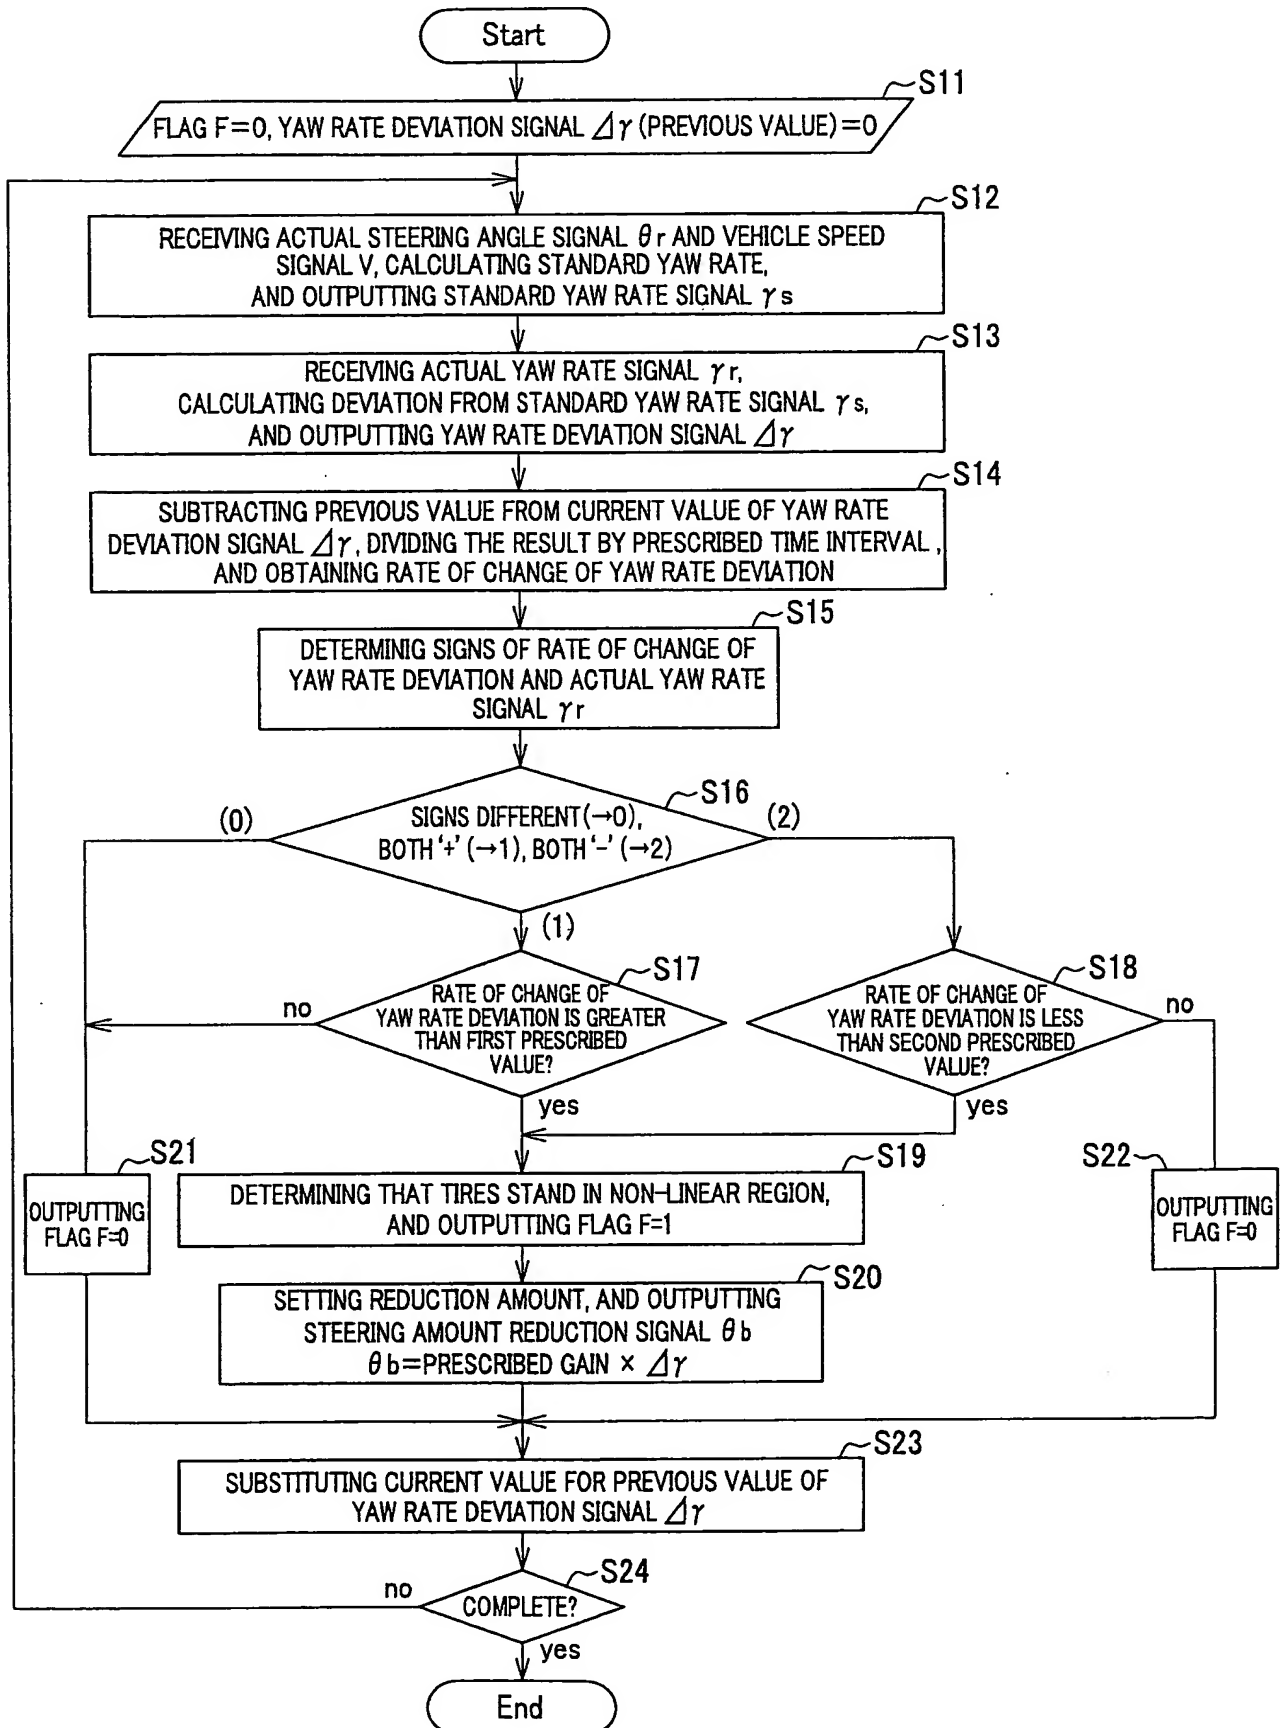 Start
S11
FLAG F=0, YAW RATE DEVIATION SIGNAL Δγ (PREVIOUS VALUE)=0
S12
RECEIVING ACTUAL STEERING ANGLE SIGNAL θr AND VEHICLE SPEED
SIGNAL V, CALCULATING STANDARD YAW RATE,
AND OUTPUTTING STANDARD YAW RATE SIGNAL γs
S13
RECEIVING ACTUAL YAW RATE SIGNAL γr,
CALCULATING DEVIATION FROM STANDARD YAW RATE SIGNAL γs,
AND OUTPUTTING YAW RATE DEVIATION SIGNAL Δγ
S14
SUBTRACTING PREVIOUS VALUE FROM CURRENT VALUE OF YAW RATE
DEVIATION SIGNAL Δγ, DIVIDING THE RESULT BY PRESCRIBED TIME INTERVAL,
AND OBTAINING RATE OF CHANGE OF YAW RATE DEVIATION
S15
DETERMINIG SIGNS OF RATE OF CHANGE OF
YAW RATE DEVIATION AND ACTUAL YAW RATE
SIGNAL γr
S16
(0)
SIGNS DIFFERENT(→0),
BOTH '+' (→1), BOTH '-' (→2)
(2)
(1)
S17
no
RATE OF CHANGE OF
YAW RATE DEVIATION IS GREATER
THAN FIRST PRESCRIBED
VALUE?
yes
S18
RATE OF CHANGE OF
YAW RATE DEVIATION IS LESS
THAN SECOND PRESCRIBED
VALUE?
no
yes
S21
OUTPUTTING
FLAG F=0
S19
DETERMINING THAT TIRES STAND IN NON-LINEAR REGION,
AND OUTPUTTING FLAG F=1
S22
OUTPUTTING
FLAG F=0
S20
SETTING REDUCTION AMOUNT, AND OUTPUTTING
STEERING AMOUNT REDUCTION SIGNAL θb
θb=PRESCRIBED GAIN × Δγ
S23
SUBSTITUTING CURRENT VALUE FOR PREVIOUS VALUE OF
YAW RATE DEVIATION SIGNAL Δγ
S24
no
COMPLETE?
yes
End